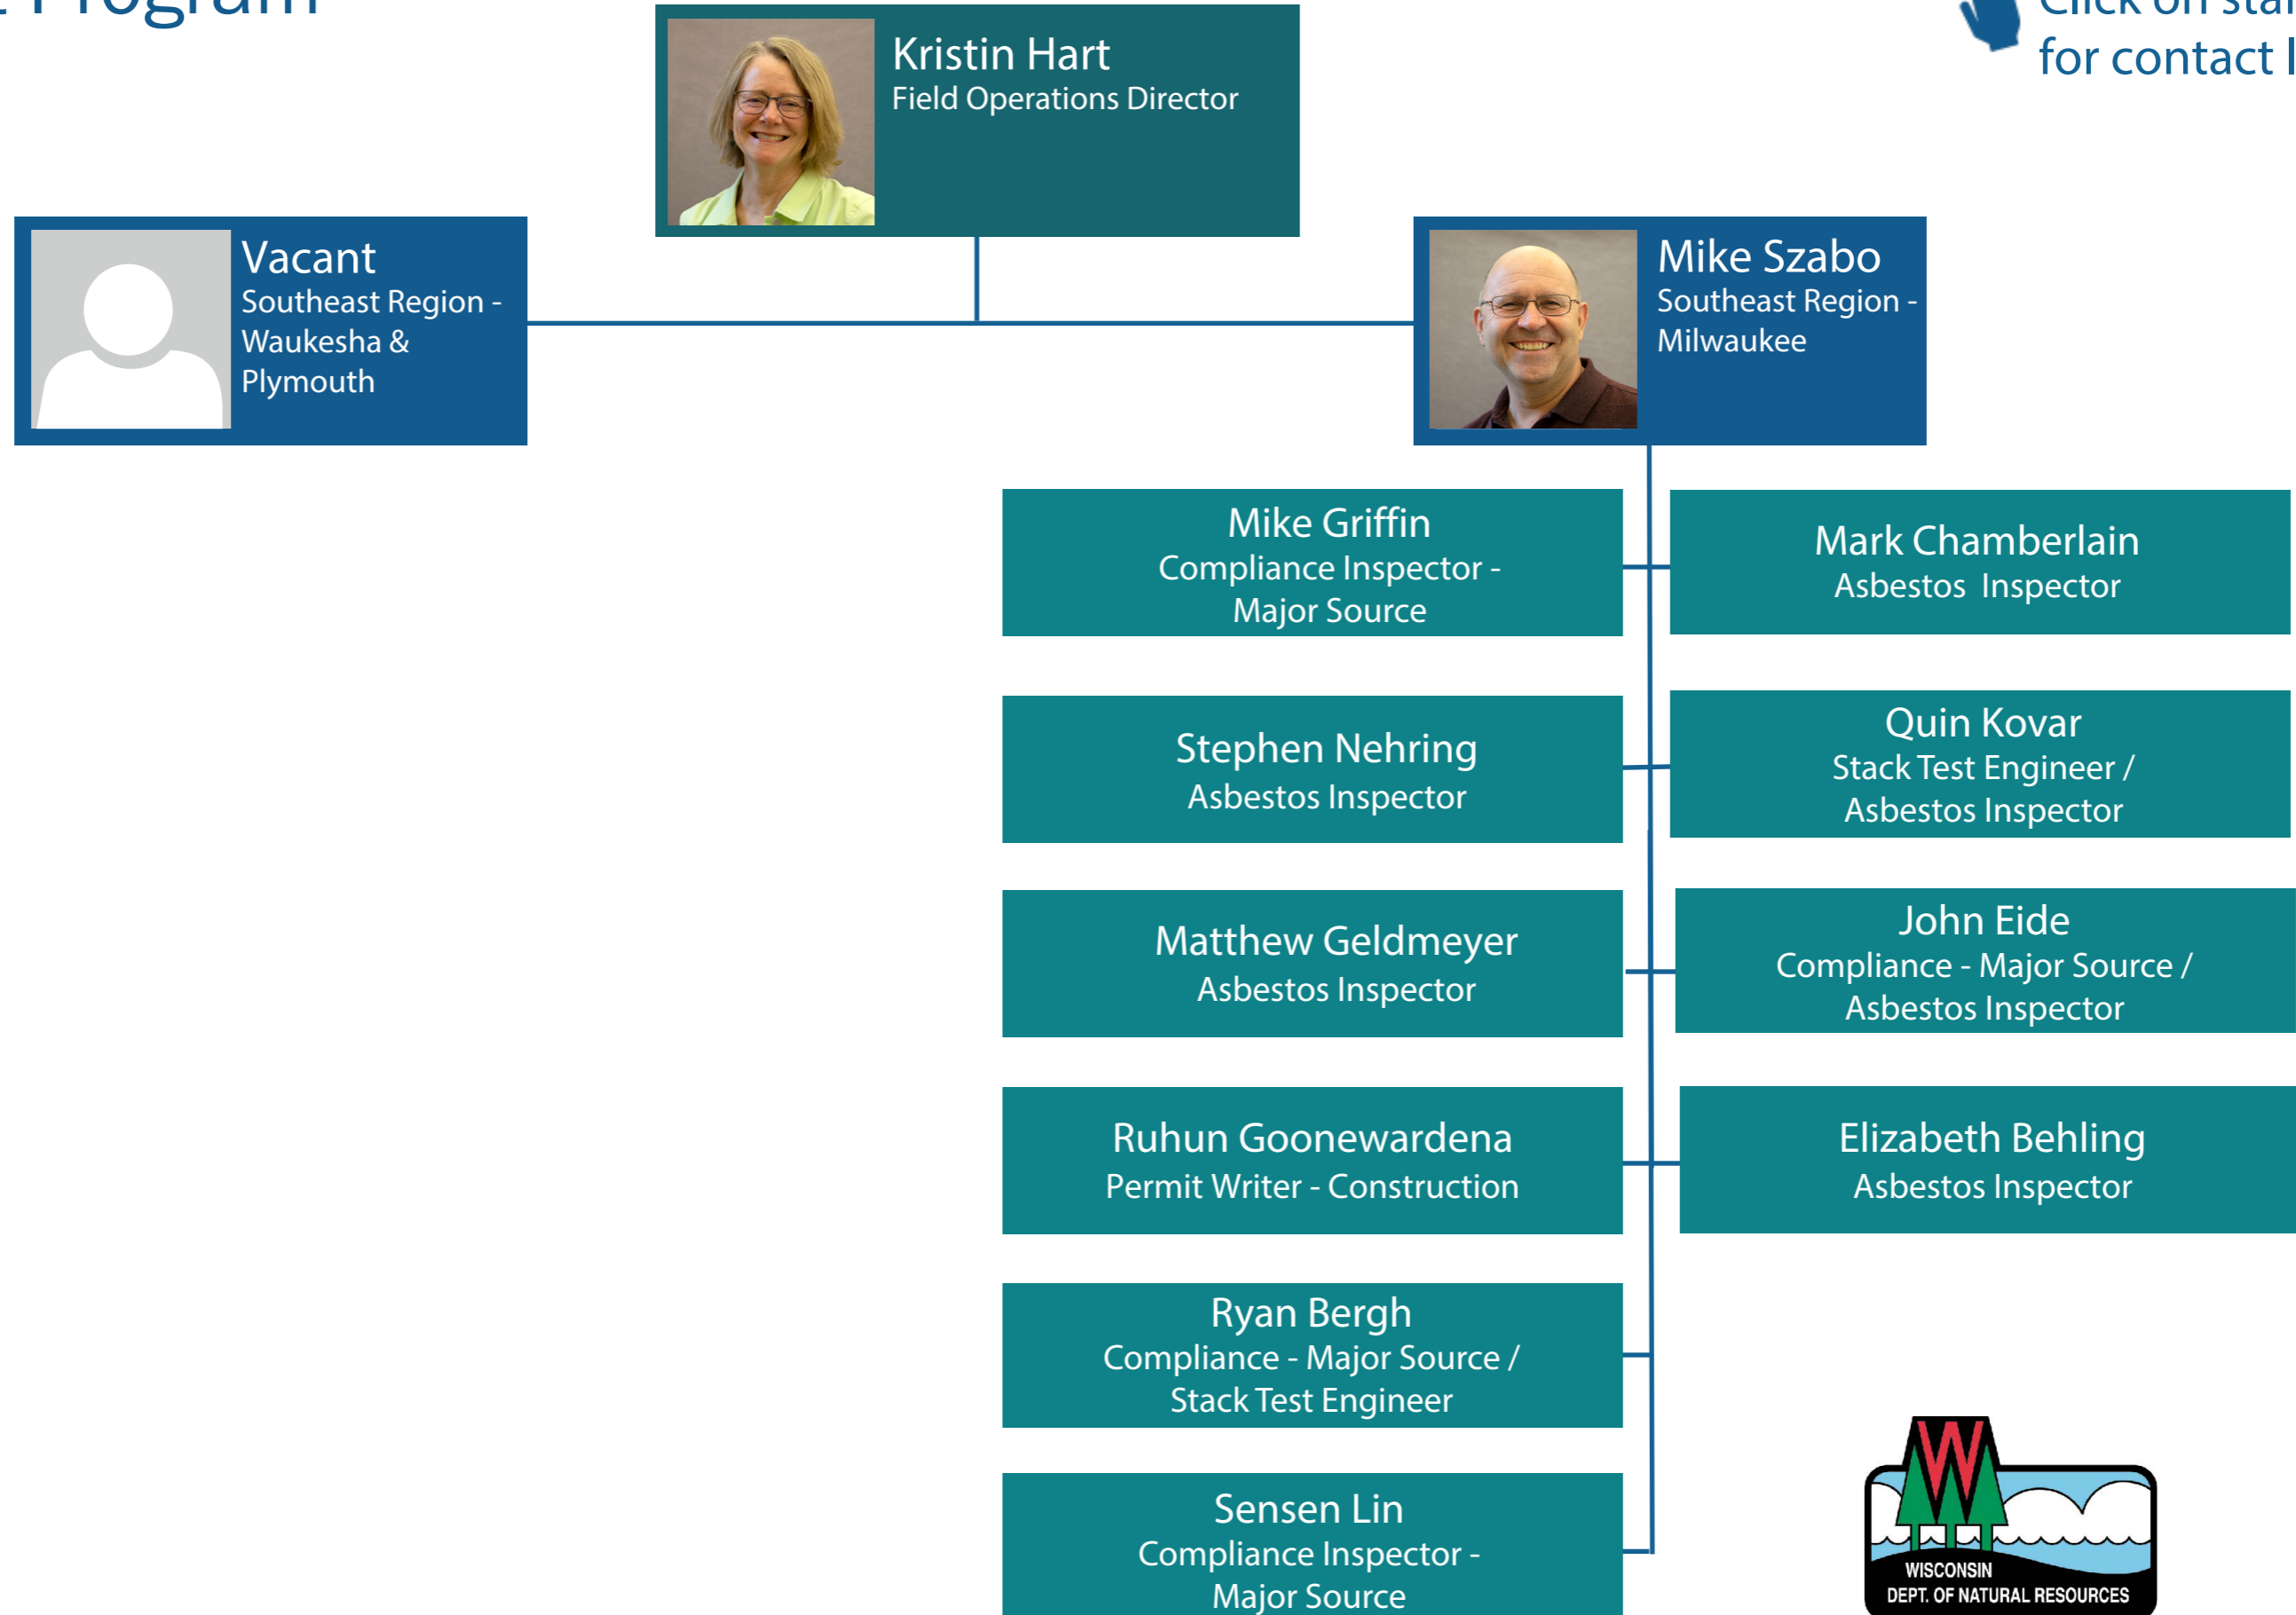 Program
Click on staf
for contact
Kristin Hart
Field Operations Director
Vacant
Southeast Region -
Waukesha &
Plymouth
Mike Szabo
Southeast Region -
Milwaukee
Mike Griffin
Compliance Inspector -
Major Source
Mark Chamberlain
Asbestos  Inspector
Stephen Nehring
Asbestos Inspector
Quin Kovar
Stack Test Engineer /
Asbestos Inspector
Matthew Geldmeyer
Asbestos Inspector
John Eide
Compliance - Major Source /
Asbestos Inspector
Ruhun Goonewardena
Permit Writer - Construction
Elizabeth Behling
Asbestos Inspector
Ryan Bergh
Compliance - Major Source /
Stack Test Engineer
Sensen Lin
Compliance Inspector -
Major Source
WISCONSIN
DEPT. OF NATURAL RESOURCES